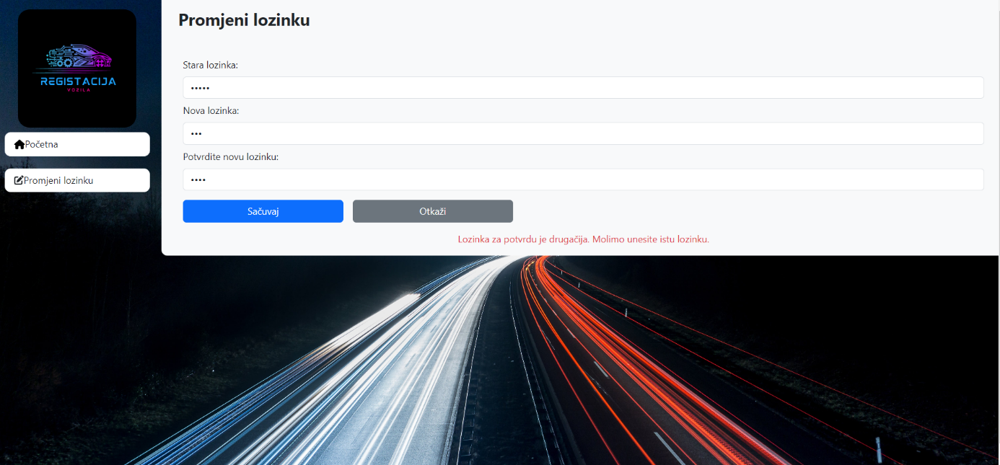 REGISTACIJA
VOZILA
Početna
Promjeni lozinku
Promjeni lozinku
Stara lozinka:
•••••
Nova lozinka:
•••
Potvrdite novu lozinku:
••••
Sačuvaj Otkaži
Lozinka za potvrdu je drugačija. Molimo unesite istu lozinku.